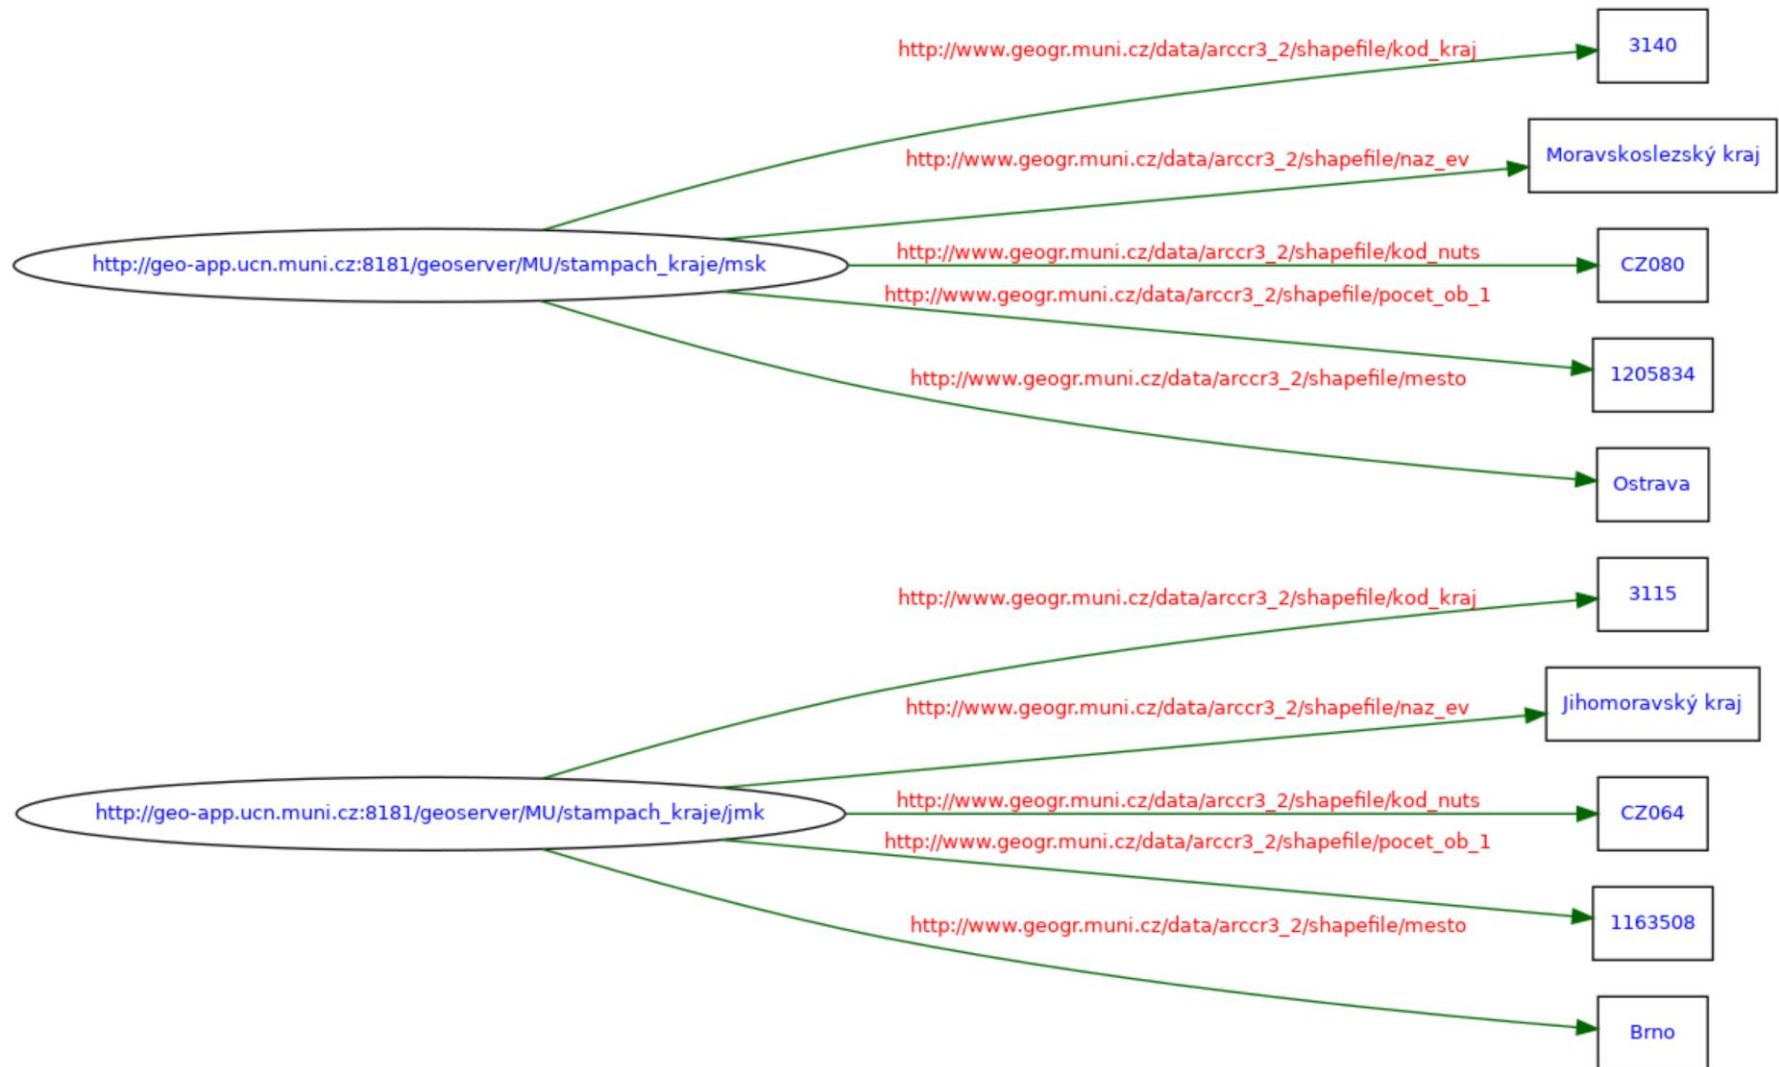 http://www.geogr.muni.cz/data/arccr3_2/shapefile/kod_kraj
3140
http://www.geogr.muni.cz/data/arccr3_2/shapefile/naz_ev
Moravskoslezský kraj
http://geo-app.ucn.muni.cz:8181/geoserver/MU/stampach_kraje/msk
http://www.geogr.muni.cz/data/arccr3_2/shapefile/kod_nuts
CZ080
http://www.geogr.muni.cz/data/arccr3_2/shapefile/pocet_ob_1
1205834
http://www.geogr.muni.cz/data/arccr3_2/shapefile/mesto
Ostrava
http://www.geogr.muni.cz/data/arccr3_2/shapefile/kod_kraj
3115
http://www.geogr.muni.cz/data/arccr3_2/shapefile/naz_ev
Jihomoravský kraj
http://geo-app.ucn.muni.cz:8181/geoserver/MU/stampach_kraje/jmk
http://www.geogr.muni.cz/data/arccr3_2/shapefile/kod_nuts
CZ064
http://www.geogr.muni.cz/data/arccr3_2/shapefile/pocet_ob_1
1163508
http://www.geogr.muni.cz/data/arccr3_2/shapefile/mesto
Brno